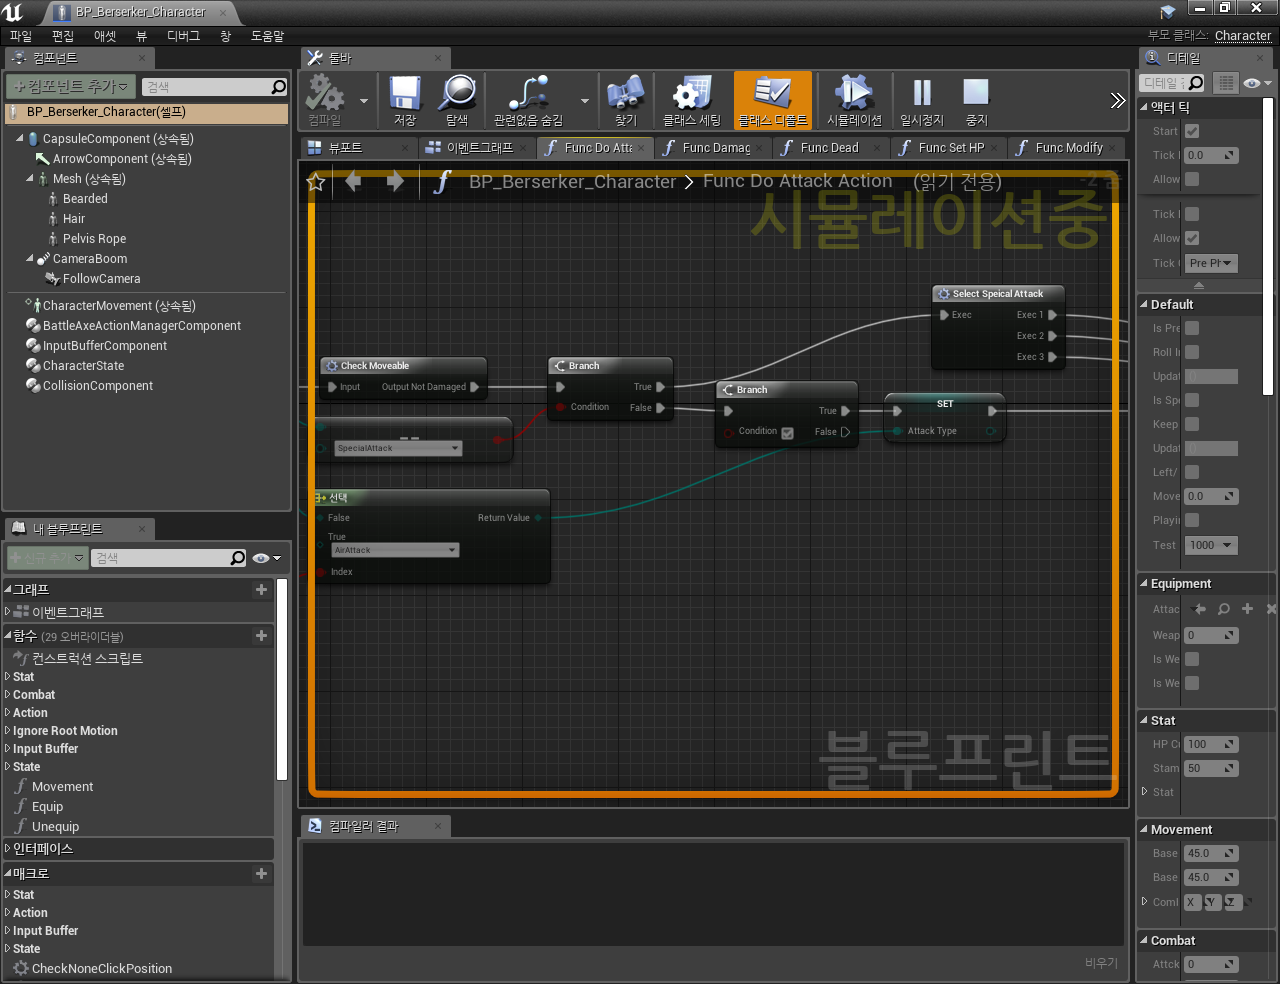 BP_Berserker_Character
파일 편집 애셋 뷰 디버그 창 도움말
부모 클래스: Character
컴포넌트
+컴포넌트 추가
검색
BP_Berserker_Character(셀프)
CapsuleComponent (상속됨)
ArrowComponent (상속됨)
Mesh (상속됨)
Bearded
Hair
Pelvis Rope
CameraBoom
FollowCamera
CharacterMovement (상속됨)
BattleAxeActionManagerComponent
InputBufferComponent
CharacterState
CollisionComponent
내 블루프린트
+신규 추가
검색
그래프
이벤트그래프
함수 (29 오버라이더블)
컨스트럭션 스크립트
Stat
Combat
Action
Ignore Root Motion
Input Buffer
State
Movement
Equip
Unequip
인터페이스
매크로
Stat
Action
Input Buffer
State
CheckNoneClickPosition
툴바
컴파일 저장 탐색 관련없음 숨김 찾기 클래스 세팅 클래스 디폴트 시뮬레이션 일시정지 중지
뷰포트 이벤트그래프 Func Do Atta Func Damag Func Dead Func Set HP Func Modify
BP_Berserker_Character > Func Do Attack Action (읽기 전용)
-2
시뮬레이션중
Select Speical Attack
Exec Exec 1
Exec 2
Exec 3
Check Moveable
Input Output Not Damaged
Branch
True
Condition False
Branch
True
Condition False
SET
Attack Type
==
SpecialAttack
선택
False Return Value
True
AirAttack
Index
블루프린트
컴파일러 결과
비우기
디테일
액터 틱
Start
Tick 0.0
Allow
Tick
Allow
Tick Pre Ph
Default
Is Pre
Roll In
Updat
Is Spe
Keep
Updat
Left/
Move 0.0
Playin
Test 1000
Equipment
Attac
Weap 0
Is We
Is We
Stat
HP C 100
Stam 50
Stat
Movement
Base 45.0
Base 45.0
Coml X Y Z
Combat
Attck 0